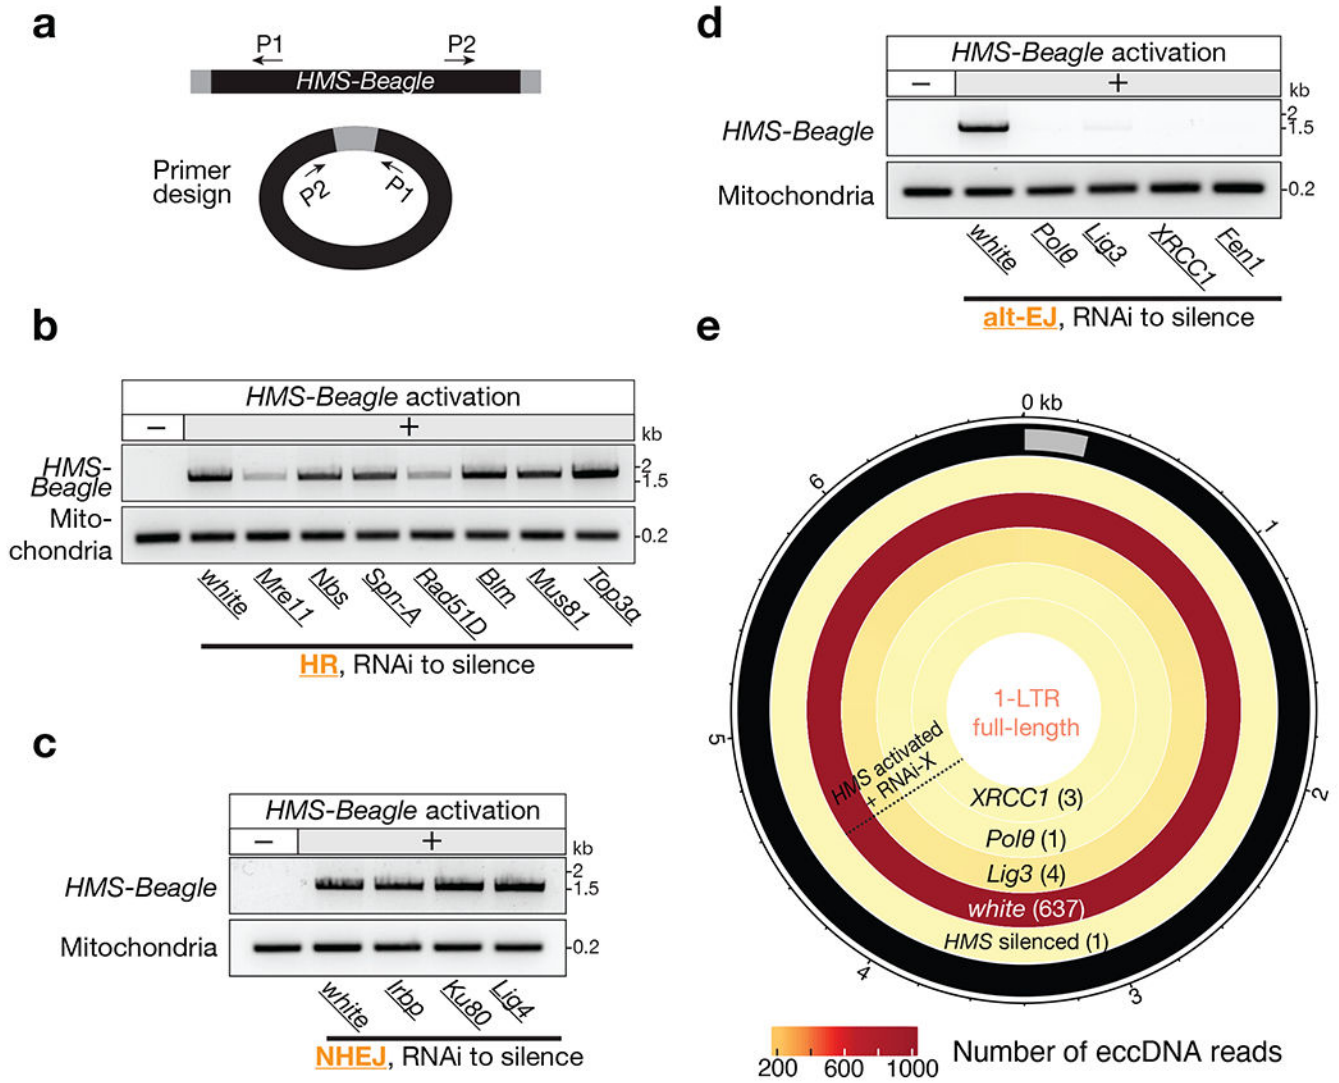 a
P1
P2
HMS-Beagle
Primer
design
P2
P1
b
HMS-Beagle activation
−
+
kb
HMS-
Beagle
2
1.5
Mito-
chondria
0.2
white
Mre11
Nbs
Spn-A
Rad51D
Blm
Mus81
Top3α
HR, RNAi to silence
c
HMS-Beagle activation
−
+
kb
HMS-Beagle
2
1.5
Mitochondria
0.2
white
Irbp
Ku80
Lig4
NHEJ, RNAi to silence
d
HMS-Beagle activation
−
+
kb
HMS-Beagle
2
1.5
Mitochondria
0.2
white
Polθ
Lig3
XRCC1
Fen1
alt-EJ, RNAi to silence
e
0 kb
1
2
3
4
5
6
1-LTR
full-length
HMS activated
+ RNAi-X
XRCC1 (3)
Polθ (1)
Lig3 (4)
white (637)
HMS silenced (1)
200 600 1000
Number of eccDNA reads